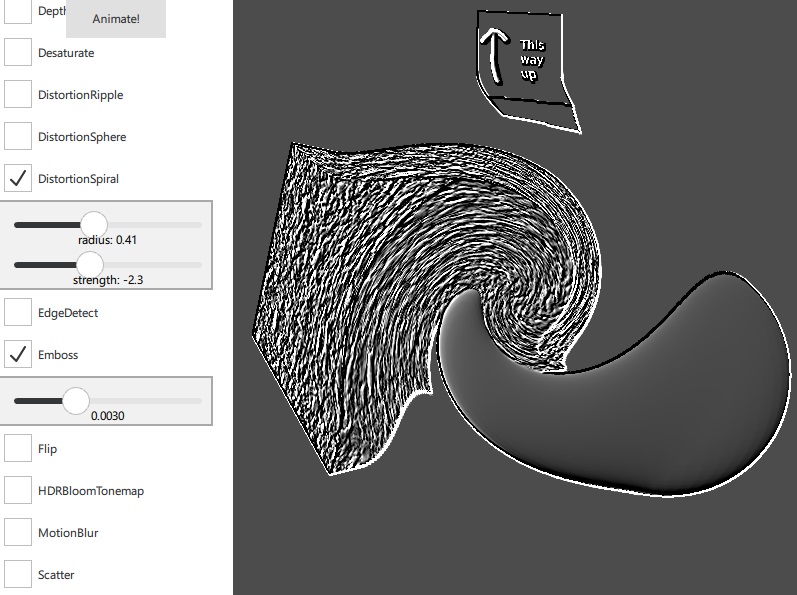 Depth
Animate!
Desaturate
DistortionRipple
DistortionSphere
DistortionSpiral
radius: 0.41
strength: -2.3
EdgeDetect
Emboss
0.0030
Flip
HDRBloomTonemap
MotionBlur
Scatter
This
way
up